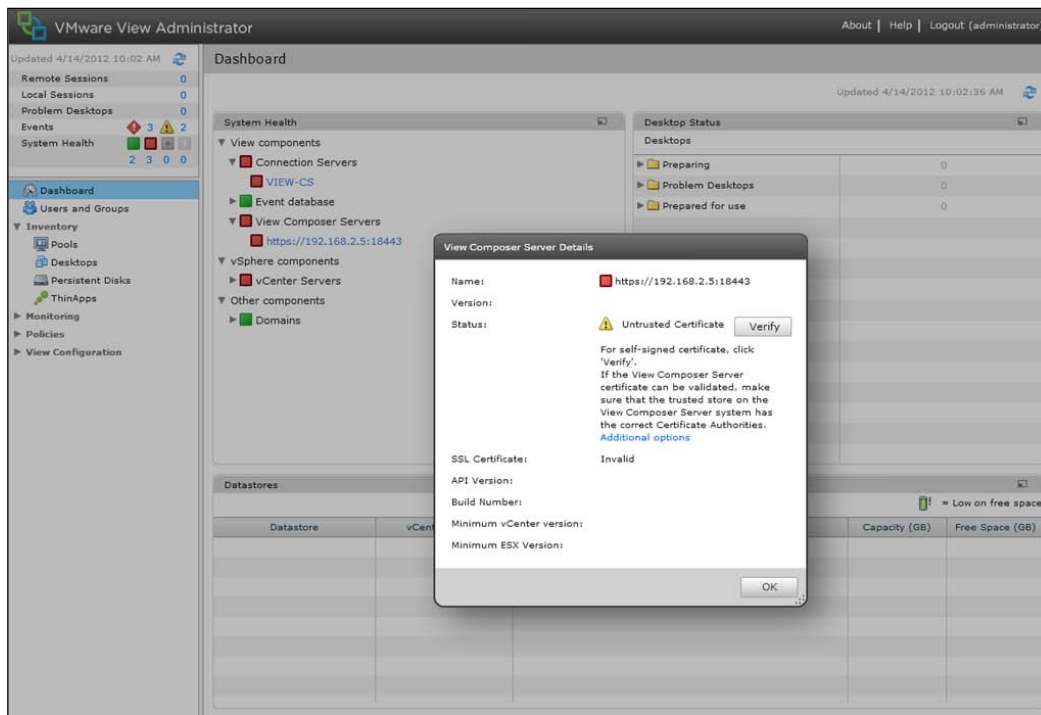 VMware View Administrator
About | Help | Logout (administrator)
Updated 4/14/2012 10:02 AM
Remote Sessions 0
Local Sessions 0
Problem Desktops 0
Events 3 2
System Health
2 3 0 0
Dashboard
Users and Groups
Inventory
Pools
Desktops
Persistent Disks
ThinApps
Monitoring
Policies
View Configuration
Dashboard
Updated 4/14/2012 10:02:36 AM
System Health
View components
Connection Servers
VIEW-CS
Event database
View Composer Servers
https://192.168.2.5:18443
vSphere components
vCenter Servers
Other components
Domains
Desktop Status
Desktops
Preparing 0
Problem Desktops 0
Prepared for use 0
View Composer Server Details
Name: https://192.168.2.5:18443
Version:
Status: Untrusted Certificate Verify
For self-signed certificate, click
'Verify'.
If the View Composer Server
certificate can be validated, make
sure that the trusted store on the
View Composer Server system has
the correct Certificate Authorities.
Additional options
SSL Certificate: Invalid
API Version:
Build Number:
Minimum vCenter version:
Minimum ESX Version:
OK
Datastores
= Low on free space
Datastore vCent Capacity (GB) Free Space (GB)